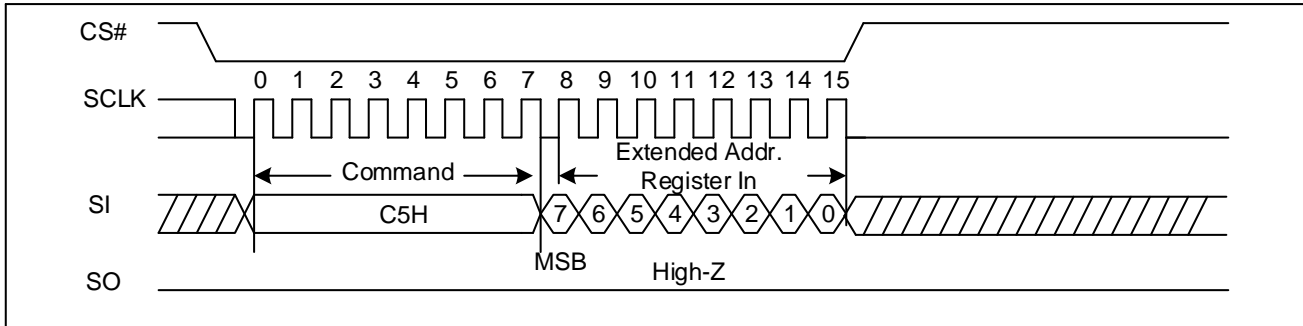 CS#
0 1 2 3 4 5 6 7 8 9 10 11 12 13 14 15
SCLK
Command
Extended Addr.
Register In
SI
C5H
7 6 5 4 3 2 1 0
MSB
High-Z
SO